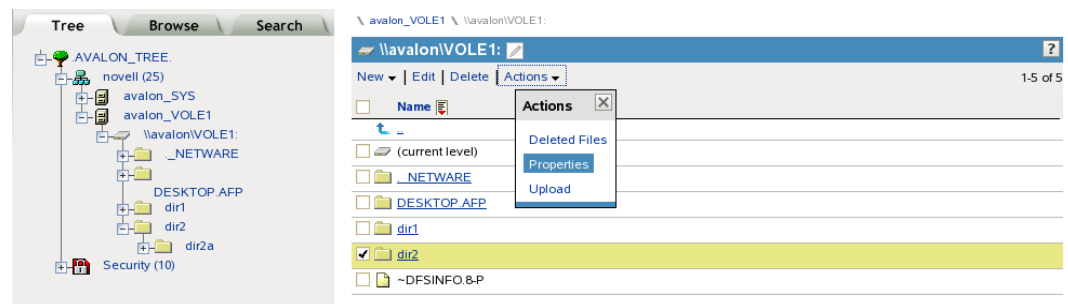 Tree Browse Search
.AVALON_TREE.
novell (25)
avalon_SYS
avalon_VOLE1
\\avalon\VOLE1:
._NETWARE
DESKTOP.AFP
dir1
dir2
dir2a
Security (10)
\ avalon_VOLE1 \ \\avalon\VOLE1:
\\avalon\VOLE1: ?
New | Edit | Delete | Actions 1-5 of 5
Name
..
(current level)
._NETWARE
DESKTOP.AFP
dir1
dir2
~DFSINFO.8-P
Actions
Deleted Files
Properties
Upload